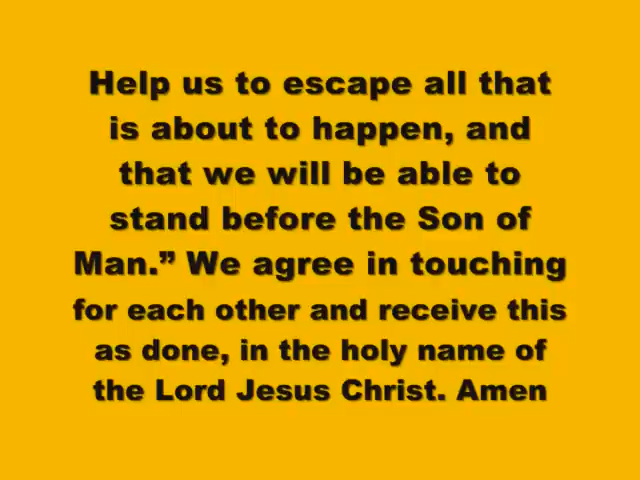 Help us to escape all that
is about to happen, and
that we will be able to
stand before the Son of
Man.” We agree in touching
for each other and receive this
as done, in the holy name of
the Lord Jesus Christ. Amen